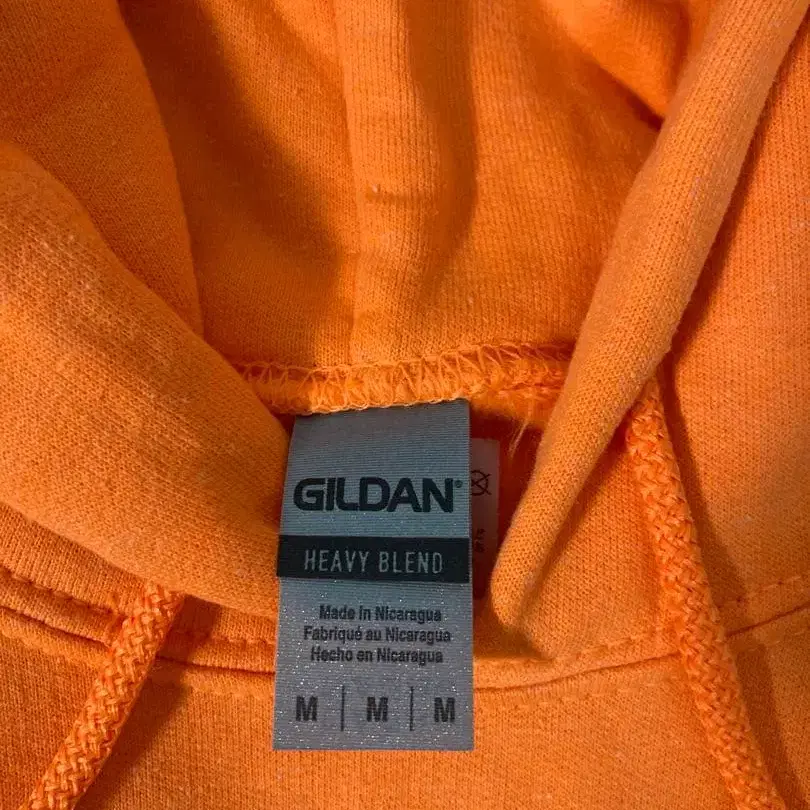 GILDAN®
HEAVY BLEND
Made in Nicaragua
Fabriqué au Nicaragua
Hecho en Nicaragua
M | M | M